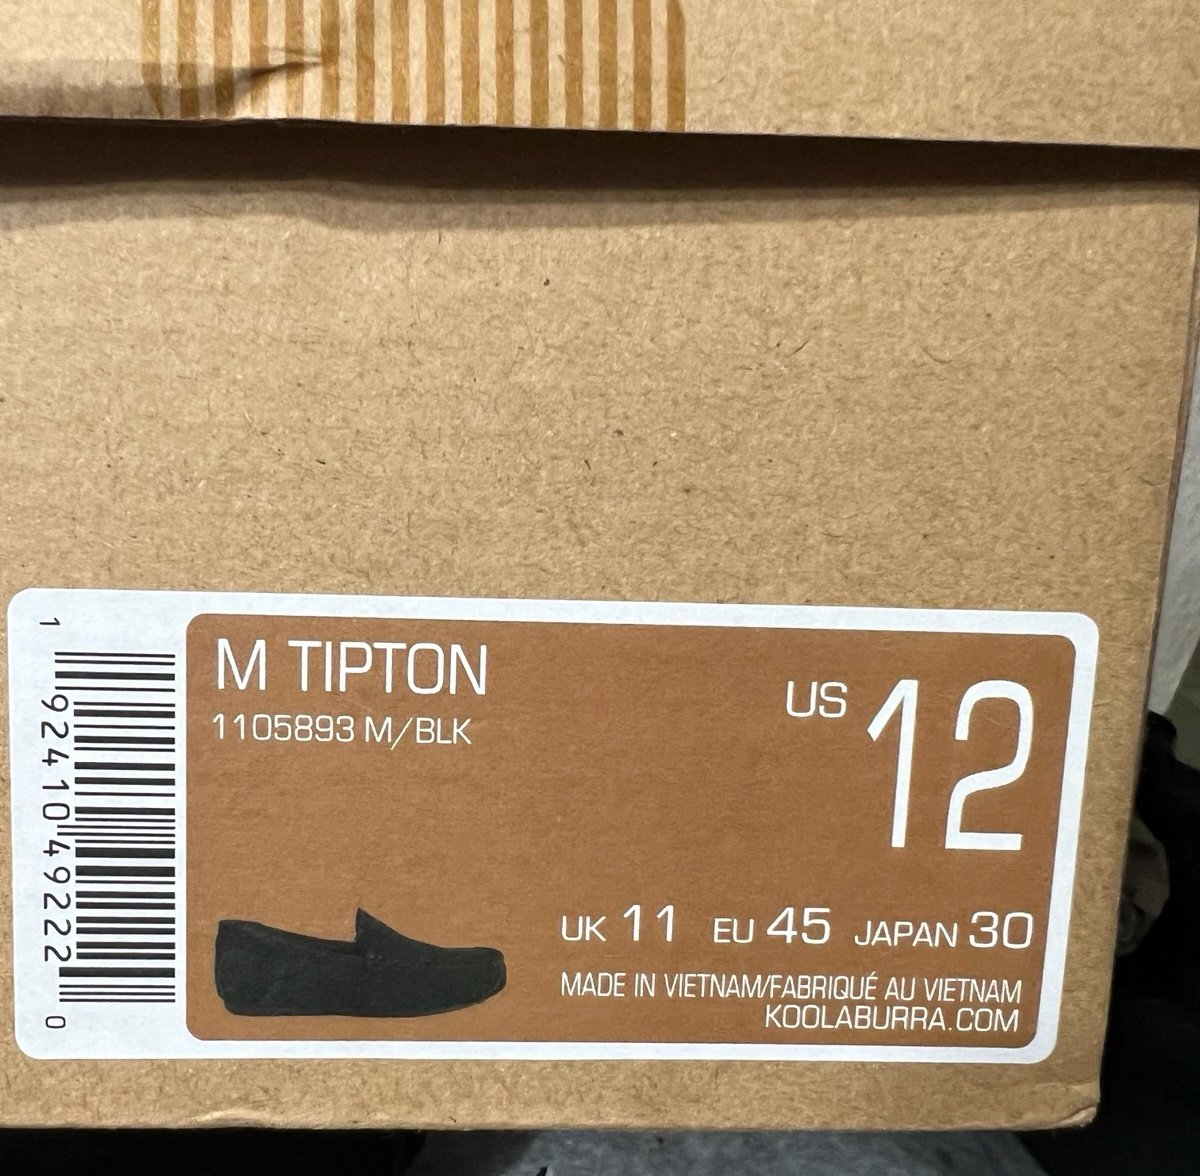 M TIPTON
1105893 M/BLK
US 12
UK 11 EU 45 JAPAN 30
MADE IN VIETNAM/FABRIQUÉ AU VIETNAM
KOOLABURRA.COM
1 92410 49222 0